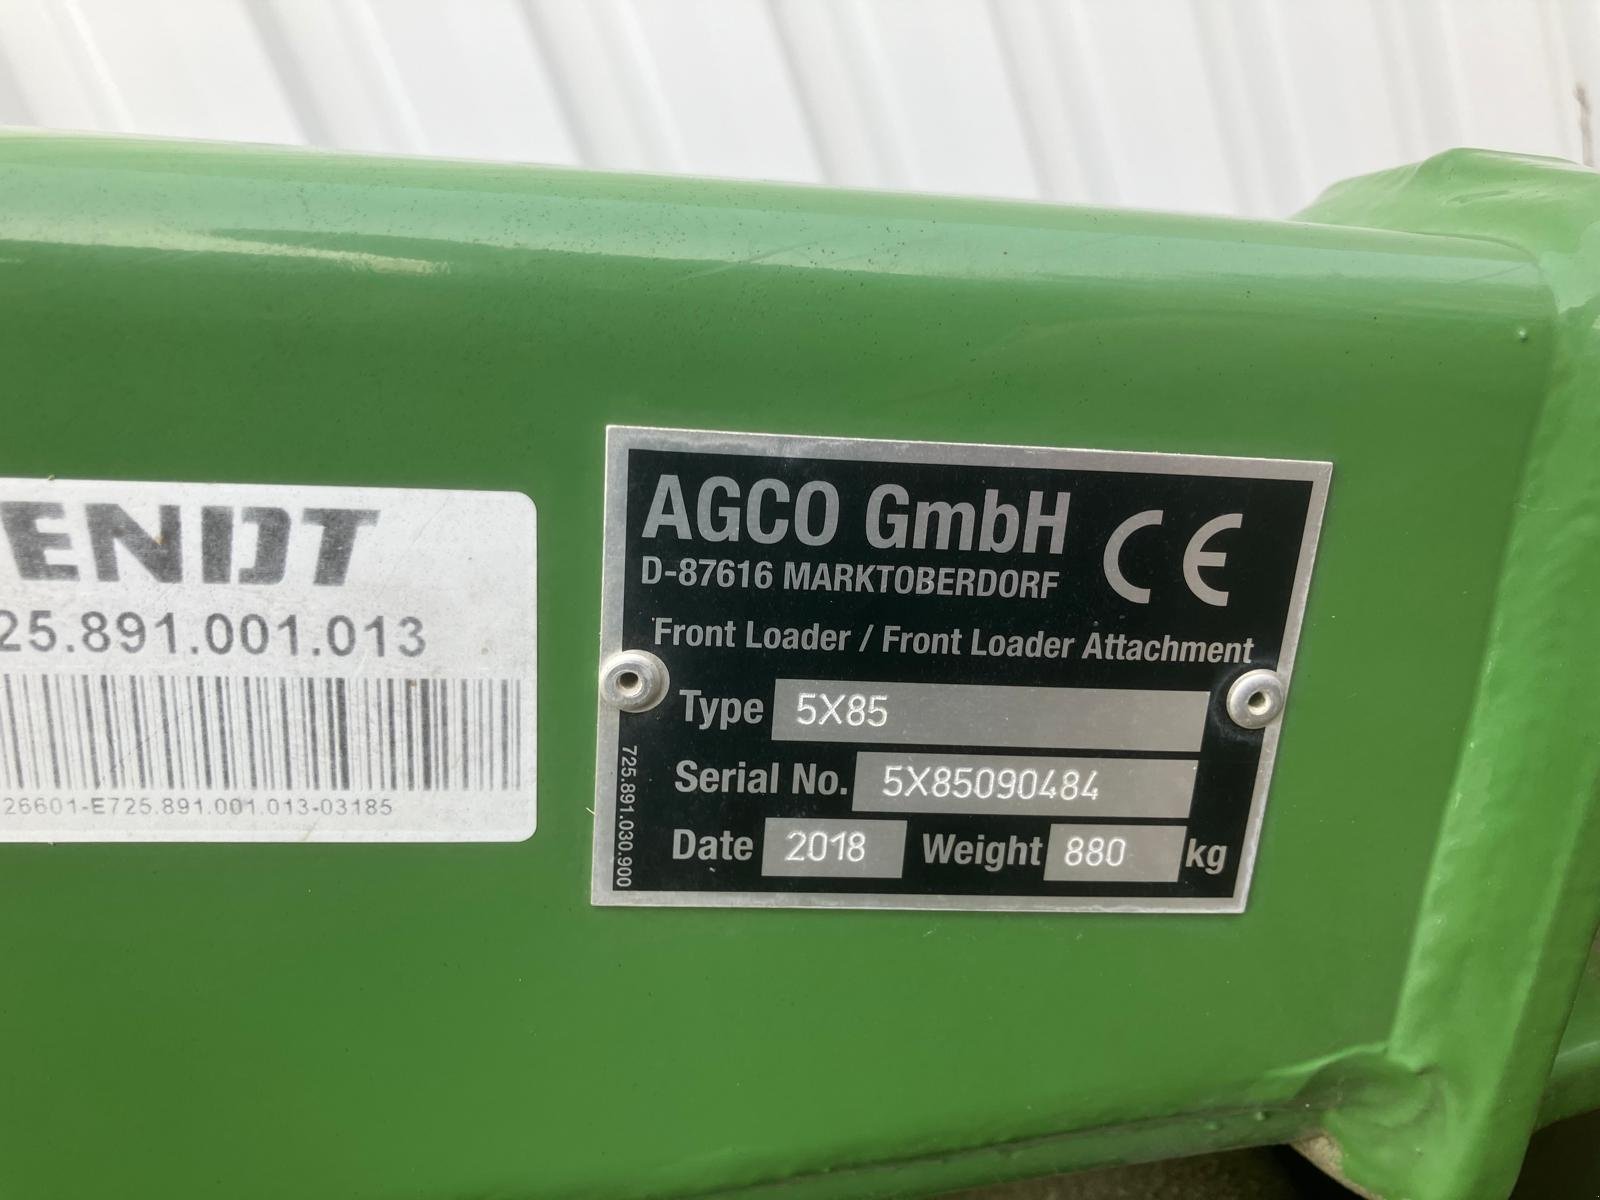 ENDT
25.891.001.013
26601-E725.891.001.013-03185
AGCO GmbH
D-87616 MARKTOBERDORF
CE
Front Loader / Front Loader Attachment
Type 5X85
Serial No. 5X85090484
Date 2018 Weight 880 kg
725.891.030.900